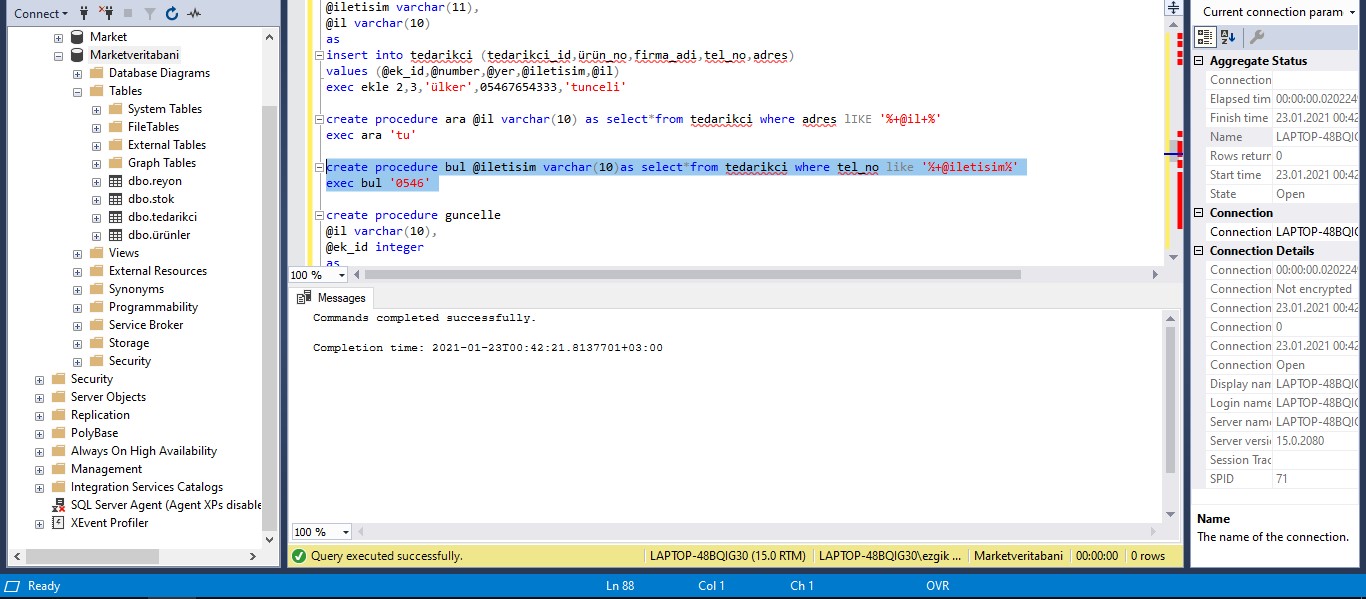 Connect
Market
Marketveritabani
Database Diagrams
Tables
System Tables
FileTables
External Tables
Graph Tables
dbo.reyon
dbo.stok
dbo.tedarikci
dbo.ürünler
Views
External Resources
Synonyms
Programmability
Service Broker
Storage
Security
Security
Server Objects
Replication
PolyBase
Always On High Availability
Management
Integration Services Catalogs
SQL Server Agent (Agent XPs disable
XEvent Profiler
@iletisim varchar(11),
@il varchar(10)
as
insert into tedarikci (tedarikci_id,ürün_no,firma_adi,tel_no,adres)
values (@ek_id,@number,@yer,@iletisim,@il)
exec ekle 2,3,'ülker',05467654333,'tunceli'
create procedure ara @il varchar(10) as select*from tedarikci where adres lIKE '%+@il+%'
exec ara 'tu'
create procedure bul @iletisim varchar(10)as select*from tedarikci where tel_no like '%+@iletisim%'
exec bul '0546'
create procedure guncelle
@il varchar(10),
@ek_id integer
as
100 %
Messages
Commands completed successfully.
Completion time: 2021-01-23T00:42:21.8137701+03:00
100 %
Query executed successfully.
LAPTOP-48BQIG30 (15.0 RTM)
LAPTOP-48BQIG30\ezgik ...
Marketveritabani
00:00:00
0 rows
Current connection param
Aggregate Status
Connection
Elapsed tim 00:00:00.020224
Finish time 23.01.2021 00:42
Name LAPTOP-48BQIG
Rows return 0
Start time 23.01.2021 00:42
State Open
Connection
Connection LAPTOP-48BQIG
Connection Details
Connection 00:00:00.020224
Connection Not encrypted
Connection 23.01.2021 00:42
Connection 0
Connection 23.01.2021 00:42
Connection Open
Display nam LAPTOP-48BQIG
Login name LAPTOP-48BQIG
Server name LAPTOP-48BQIG
Server versi 15.0.2080
Session Trac
SPID 71
Name
The name of the connection.
Ready
Ln 88
Col 1
Ch 1
OVR